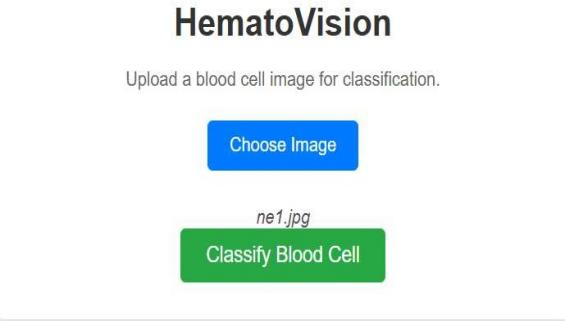 HematoVision
Upload a blood cell image for classification.
Choose Image
ne1.jpg
Classify Blood Cell